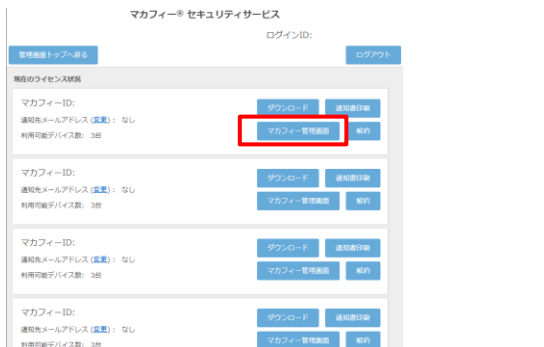 マカフィー® セキュリティサービス
ログインID:
管理画面トップへ戻る
ログアウト
現在のライセンス状況
マカフィーID:
ダウンロード 通知書印刷
通知先メールアドレス (変更) : なし
マカフィー管理画面 解約
利用可能デバイス数: 3台
マカフィーID:
ダウンロード 通知書印刷
通知先メールアドレス (変更) : なし
マカフィー管理画面 解約
利用可能デバイス数: 3台
マカフィーID:
ダウンロード 通知書印刷
通知先メールアドレス (変更) : なし
マカフィー管理画面 解約
利用可能デバイス数: 3台
マカフィーID:
ダウンロード 通知書印刷
通知先メールアドレス (変更) : なし
マカフィー管理画面 解約
利用可能デバイス数: 3台